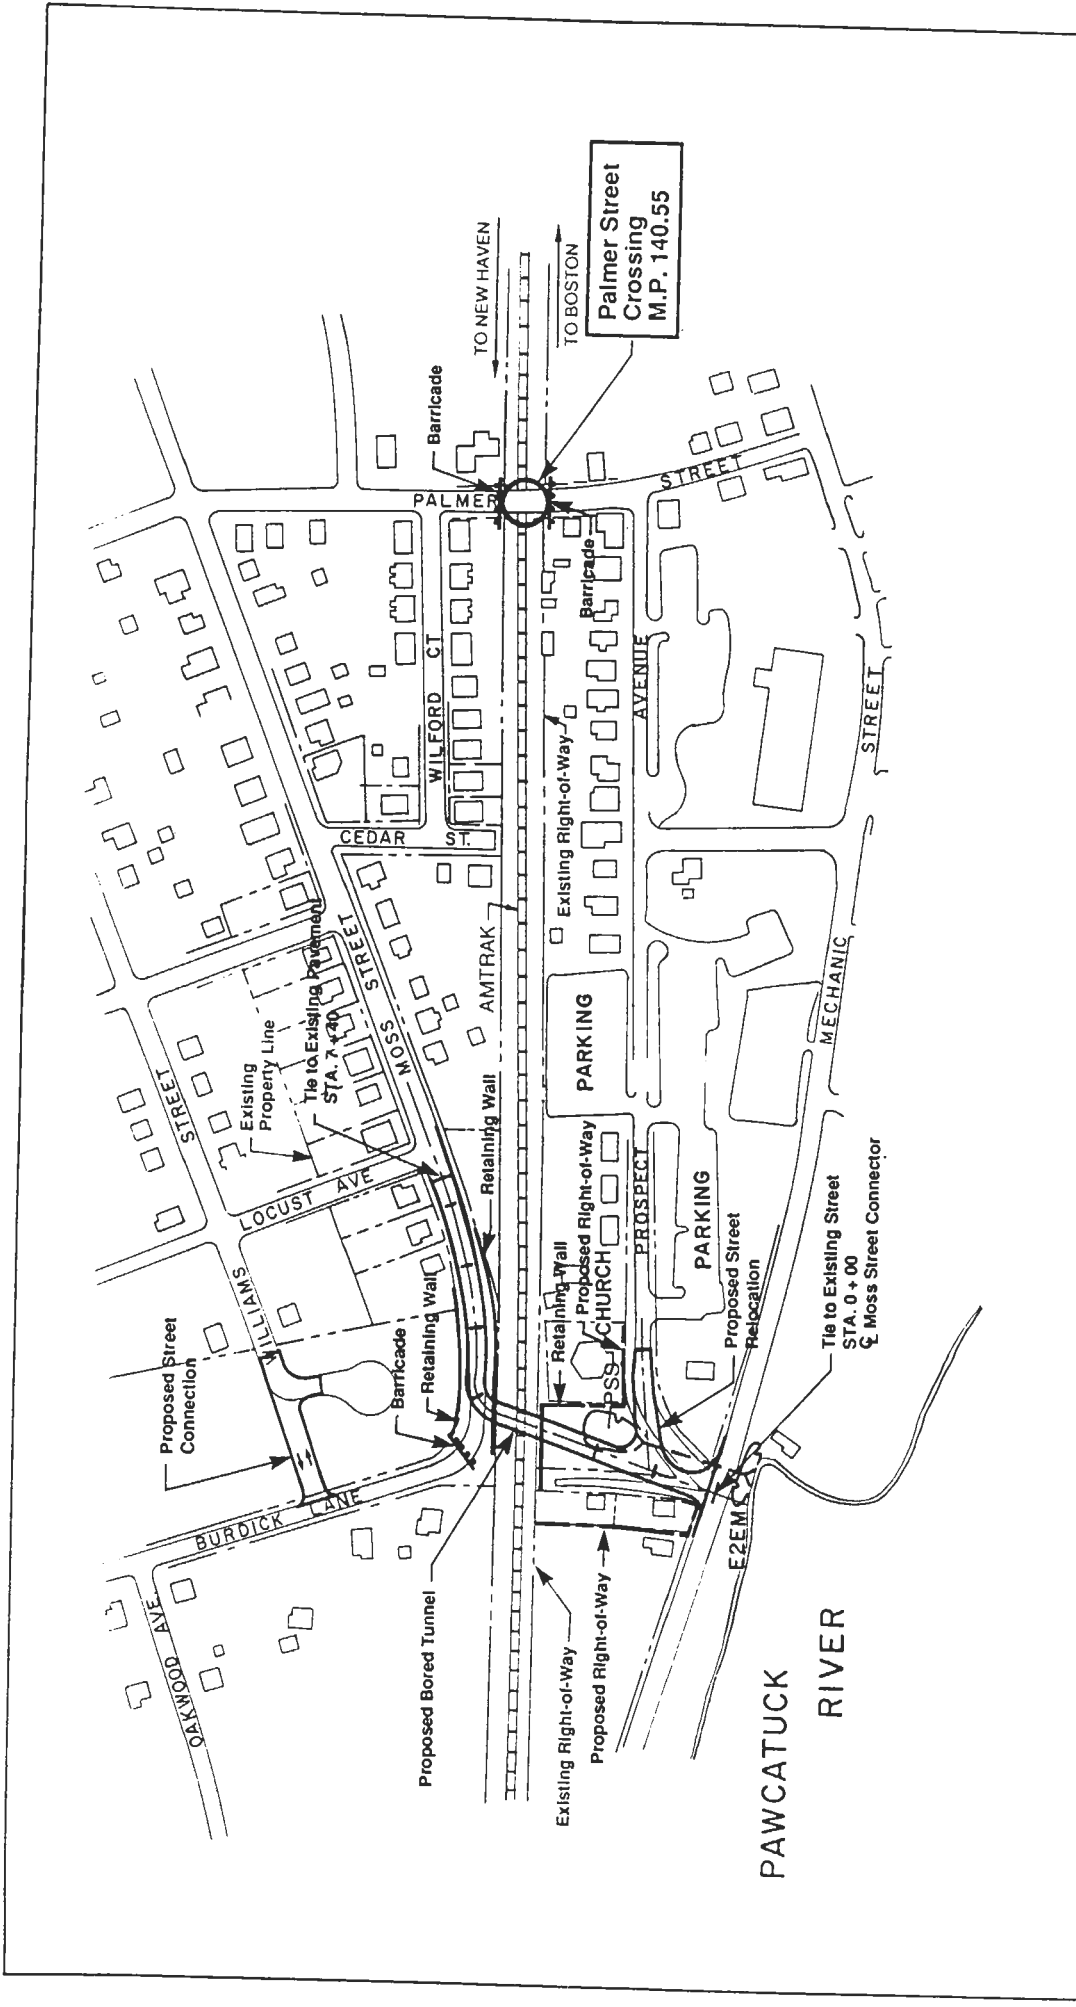 TO NEW HAVEN
TO BOSTON
Palmer Street
Crossing
M.P. 140.55
Barricade
PALMER
STREET
Barricade
WILFORD CT
AVENUE
STREET
CEDAR ST.
Existing Right-of-Way
AMTRAK
MOSS STREET
Tie to Existing Pavement
STA. 7 + 40
Existing
Property Line
STREET
PARKING
MECHANIC
LOCUST AVE
Retaining Wall
Proposed Right-of-Way
PROSPECT
PARKING
WILLIAMS
Proposed Street
Connection
Barricade
Retaining Wall
Retaining Wall
CHURCH
PSS
Proposed Street
Relocation
Tie to Existing Street
STA. 0 + 00
℄ Moss Street Connector
BURDICK LANE
E2EM
OAKWOOD AVE.
Proposed Bored Tunnel
Existing Right-of-Way
Proposed Right-of-Way
PAWCATUCK
RIVER